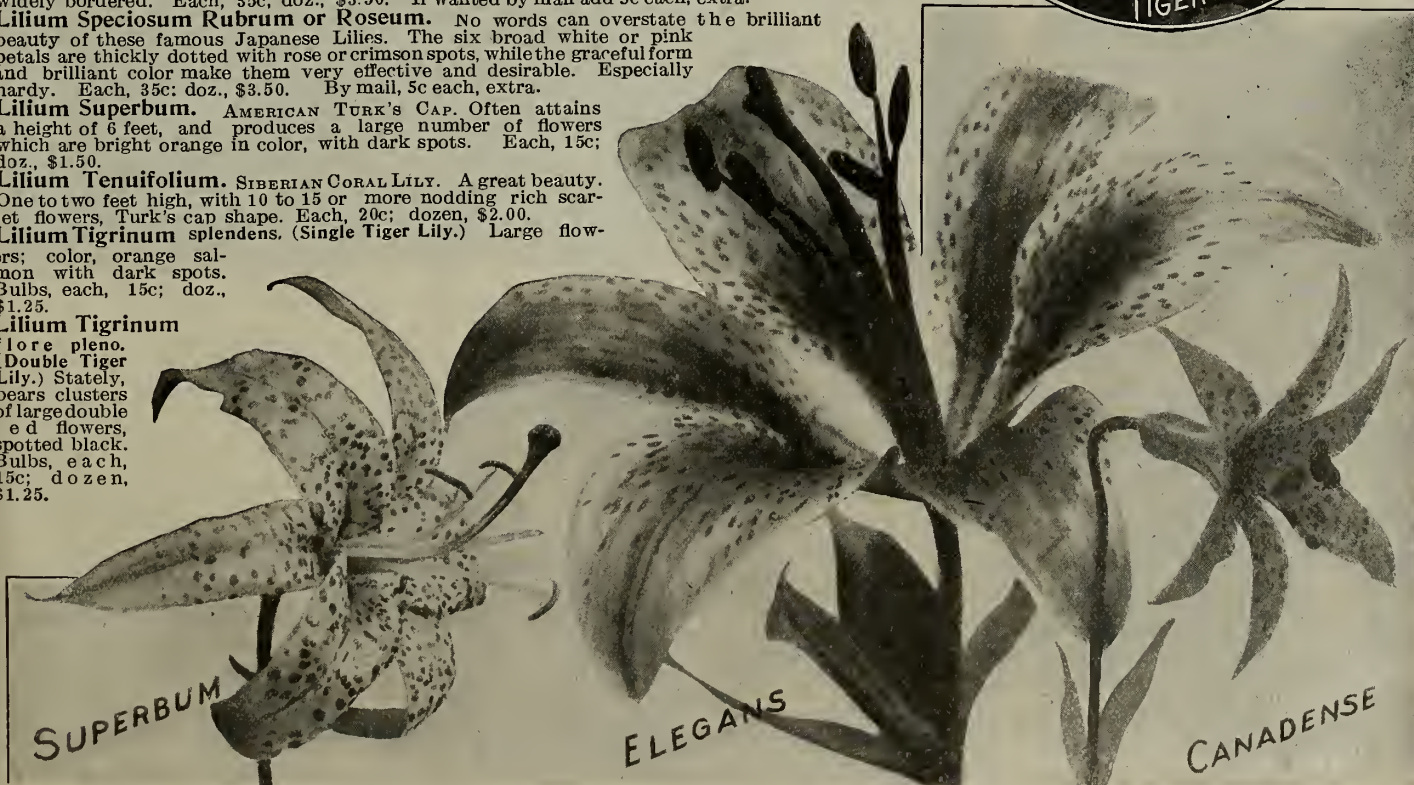 widely bordered. Each, 35c, doz., $3.50. If wanted by mail add 5c each, extra.
Lilium Speciosum Rubrum or Roseum. No words can overstate the brilliant
beauty of these famous Japanese Lilies. The six broad white or pink
petals are thickly dotted with rose or crimson spots, while the graceful form
and brilliant color make them very effective and desirable. Especially
hardy. Each, 35c: doz., $3.50. By mail, 5c each, extra.
Lilium Superbum. AMERICAN TURK'S CAP. Often attains
a height of 6 feet, and produces a large number of flowers
which are bright orange in color, with dark spots. Each, 15c;
doz., $1.50.
Lilium Tenuifolium. SIBERIAN CORAL LILY. A great beauty.
One to two feet high, with 10 to 15 or more nodding rich scar-
let flowers, Turk's cap shape. Each, 20c; dozen, $2.00.
Lilium Tigrinum splendens. (Single Tiger Lily.) Large flow-
ers; color, orange sal-
mon with dark spots.
Bulbs, each, 15c; doz.,
$1.25.
Lilium Tigrinum
flore pleno.
(Double Tiger
Lily.) Stately,
bears clusters
of large double
ed flowers,
spotted black.
Bulbs, each,
15c; dozen,
$1.25.
TIGER
SUPERBUM
ELEGANS
CANADENSE